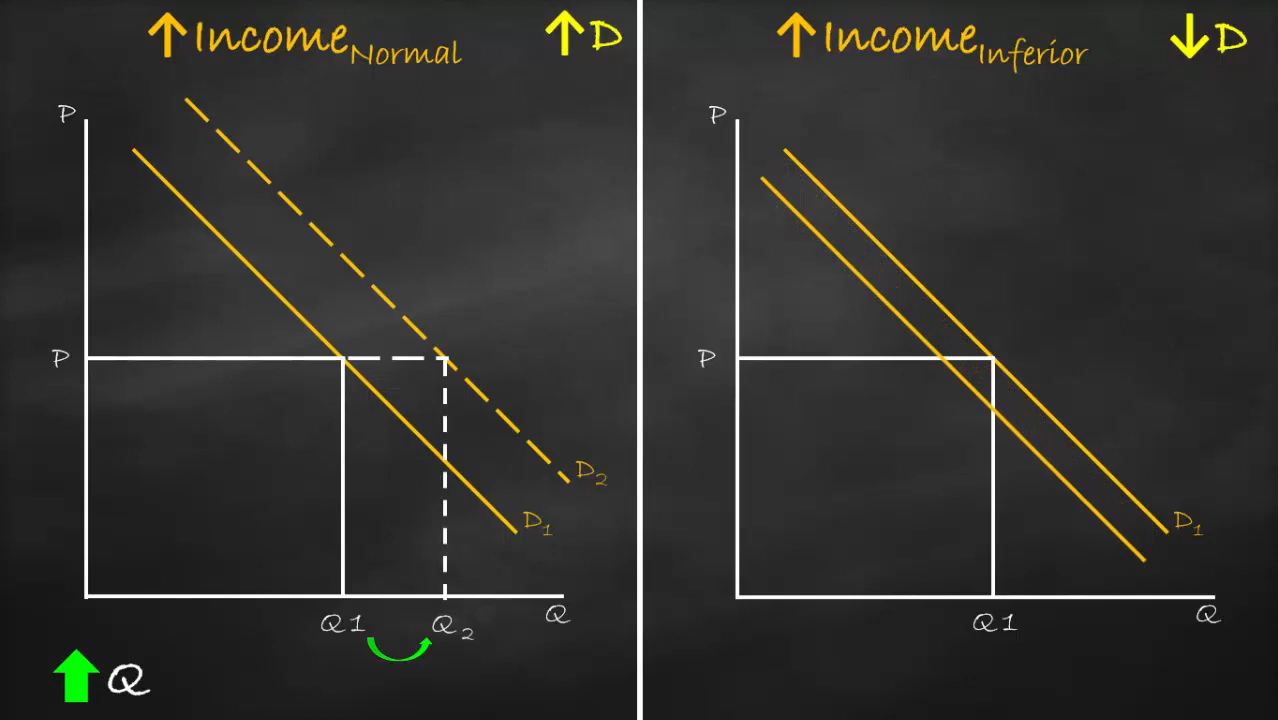 ↑Income Normal ↑D
P
P
D2
D1
Q1 Q2 Q
↑Q
↑Income Inferior ↓D
P
P
D1
Q1 Q